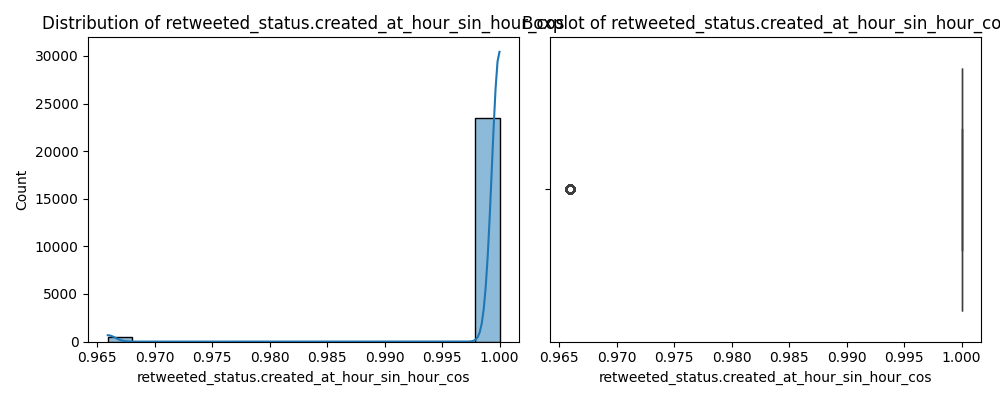 Distribution of retweeted_status.created_at_hour_sin_hour_cos
Boxplot of retweeted_status.created_at_hour_sin_hour_co
30000
25000
20000
15000
10000
5000
0
Count
0.965 0.970 0.975 0.980 0.985 0.990 0.995 1.000
retweeted_status.created_at_hour_sin_hour_cos
0.965 0.970 0.975 0.980 0.985 0.990 0.995 1.000
retweeted_status.created_at_hour_sin_hour_cos